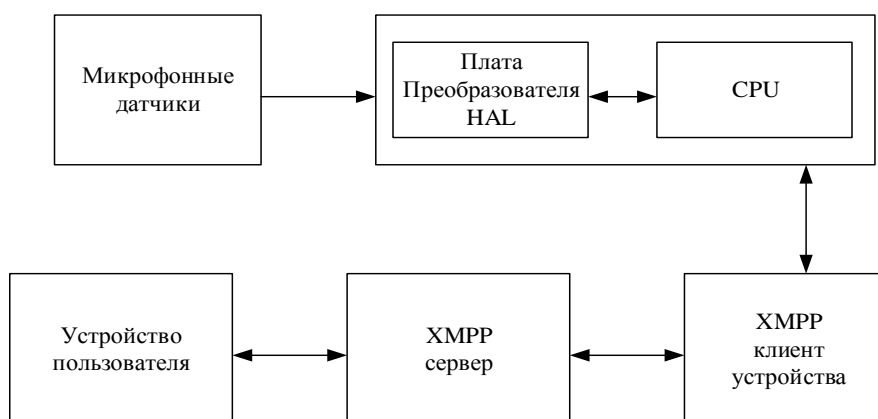 Микрофонные
датчики
Плата
Преобразователя
HAL
CPU
Устройство
пользователя
XMPP
сервер
XMPP
клиент
устройства